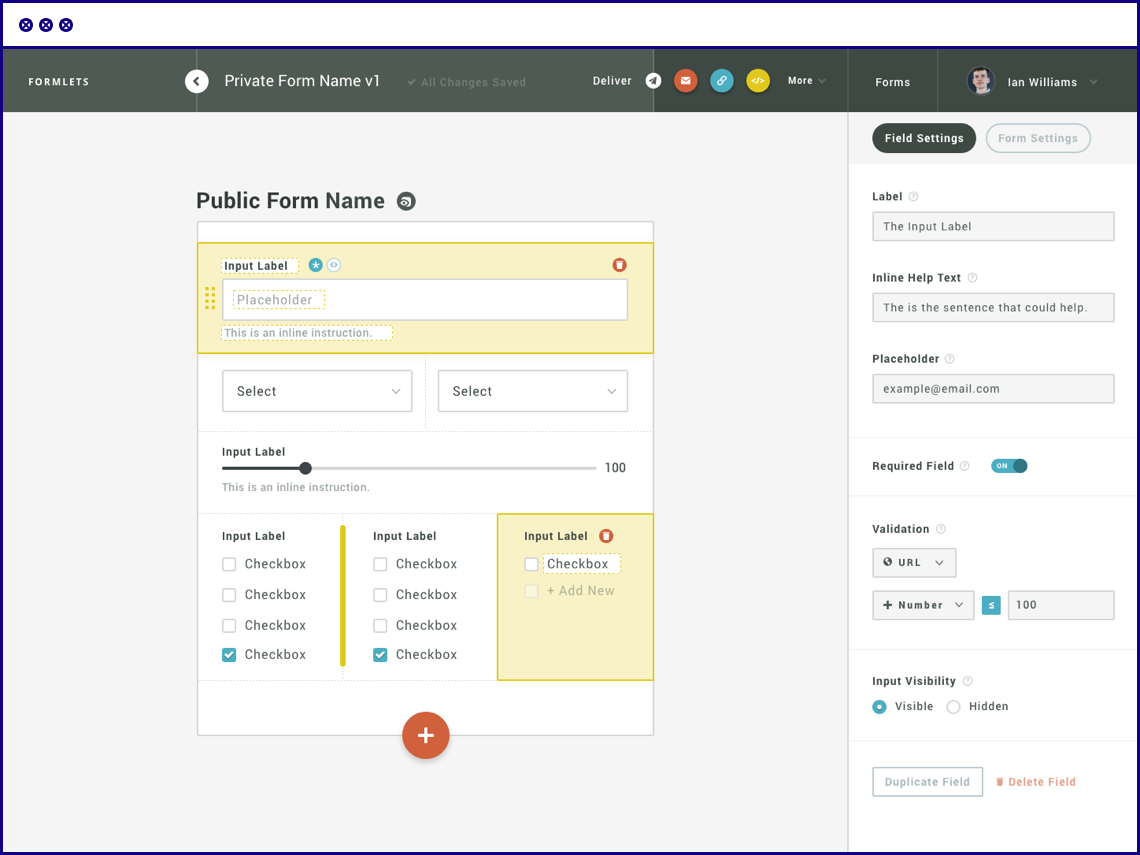 FORMLETS
Private Form Name v1
All Changes Saved
Deliver
</>
More
Forms
Ian Williams
Field Settings
Form Settings
Public Form Name
Input Label
*
Placeholder
This is an inline instruction.
Select
Select
Input Label
100
This is an inline instruction.
Input Label
Checkbox
Checkbox
Checkbox
Checkbox
Input Label
Checkbox
Checkbox
Checkbox
Checkbox
Input Label
Checkbox
+ Add New
+
Label ?
The Input Label
Inline Help Text ?
The is the sentence that could help.
Placeholder ?
example@email.com
Required Field ?
ON
Validation ?
URL
+ Number
≤
100
Input Visibility ?
Visible
Hidden
Duplicate Field
Delete Field